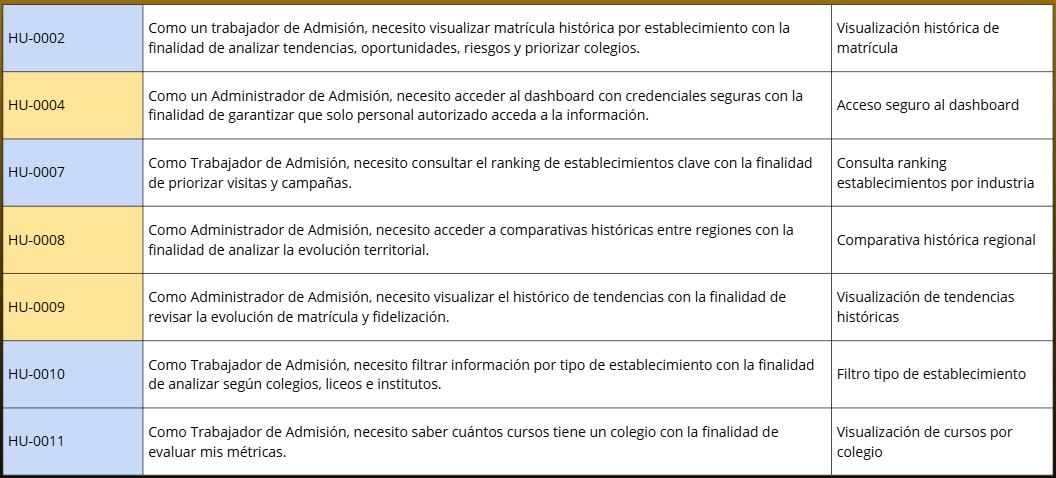 HU-0002
Como un trabajador de Admisión, necesito visualizar matrícula histórica por establecimiento con la
finalidad de analizar tendencias, oportunidades, riesgos y priorizar colegios.
Visualización histórica de
matrícula
HU-0004
Como un Administrador de Admisión, necesito acceder al dashboard con credenciales seguras con la
finalidad de garantizar que solo personal autorizado acceda a la información.
Acceso seguro al dashboard
HU-0007
Como Trabajador de Admisión, necesito consultar el ranking de establecimientos clave con la finalidad
de priorizar visitas y campañas.
Consulta ranking
establecimientos por industria
HU-0008
Como Administrador de Admisión, necesito acceder a comparativas históricas entre regiones con la
finalidad de analizar la evolución territorial.
Comparativa histórica regional
HU-0009
Como Administrador de Admisión, necesito visualizar el histórico de tendencias con la finalidad de
revisar la evolución de matrícula y fidelización.
Visualización de tendencias
históricas
HU-0010
Como Trabajador de Admisión, necesito filtrar información por tipo de establecimiento con la finalidad
de analizar según colegios, liceos e institutos.
Filtro tipo de establecimiento
HU-0011
Como Trabajador de Admisión, necesito saber cuántos cursos tiene un colegio con la finalidad de
evaluar mis métricas.
Visualización de cursos por
colegio